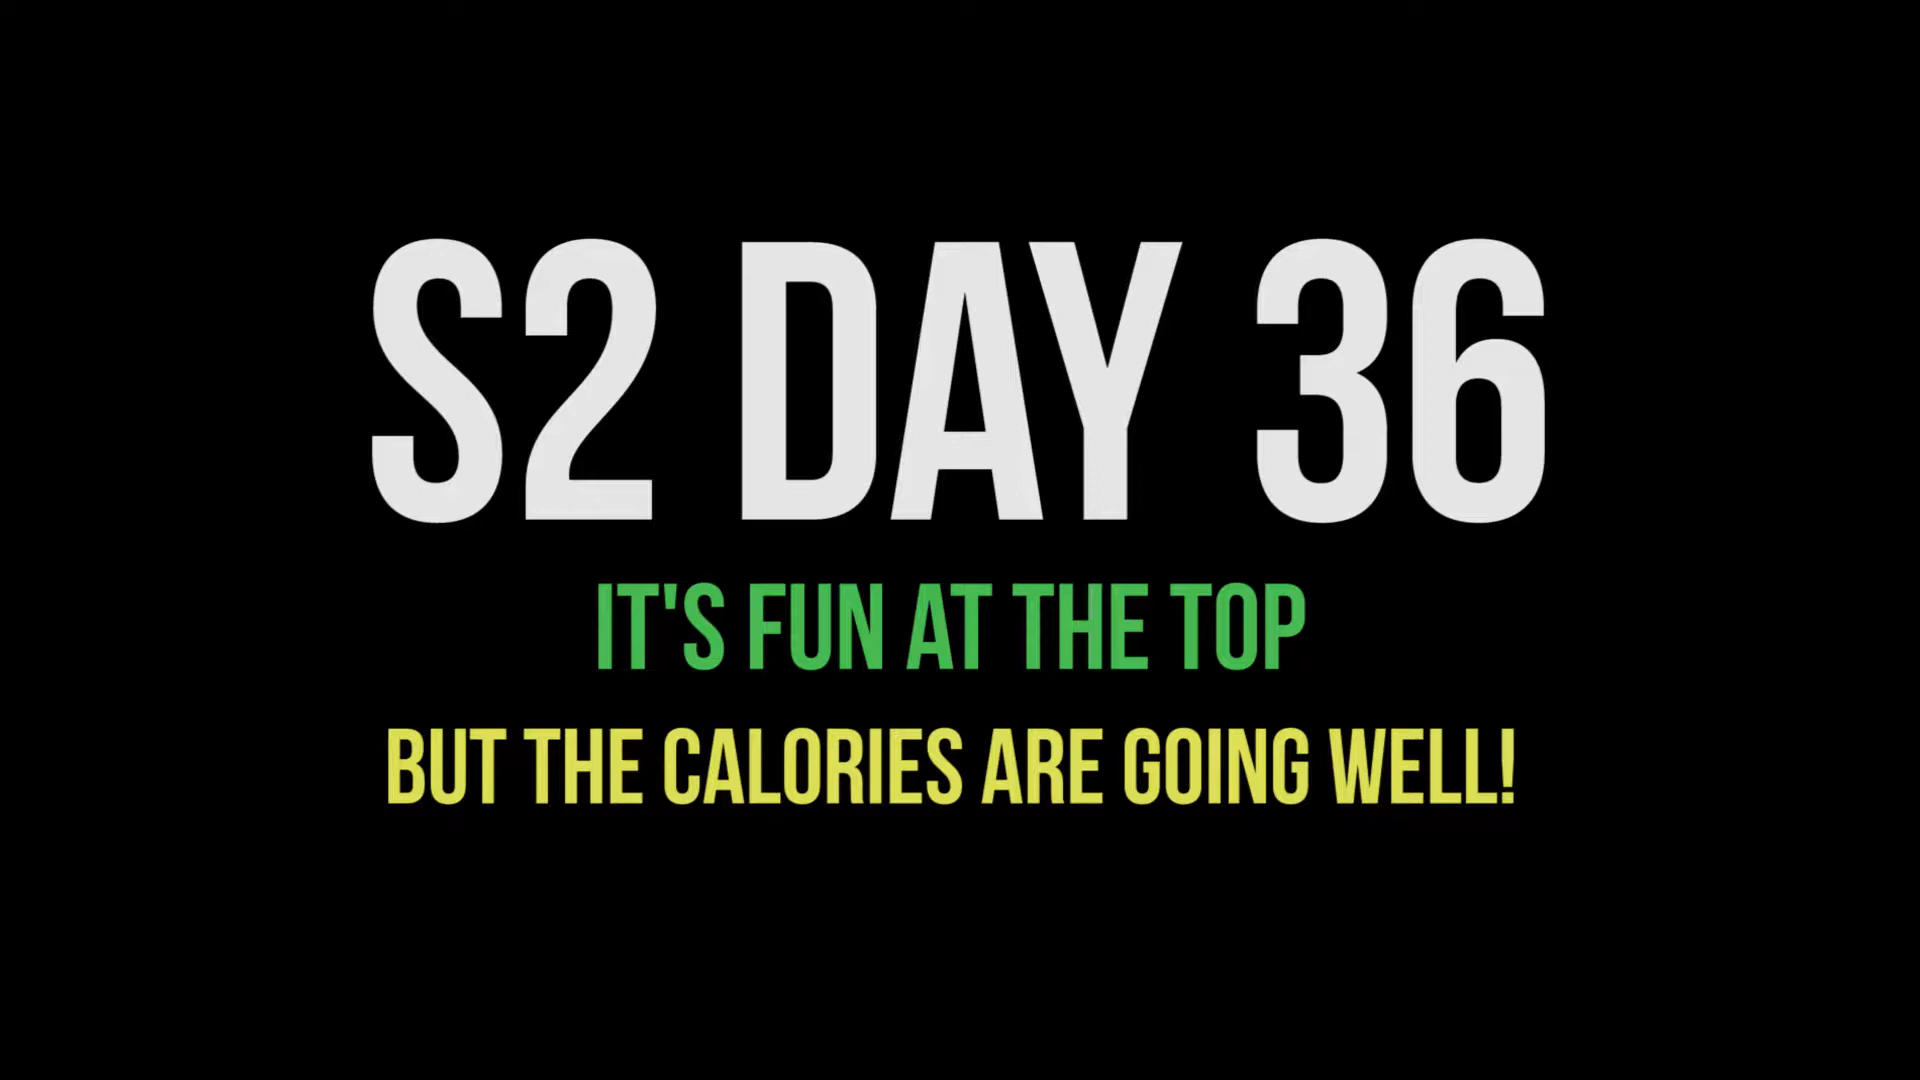 S2 DAY 36
IT'S FUN AT THE TOP
BUT THE CALORIES ARE GOING WELL!